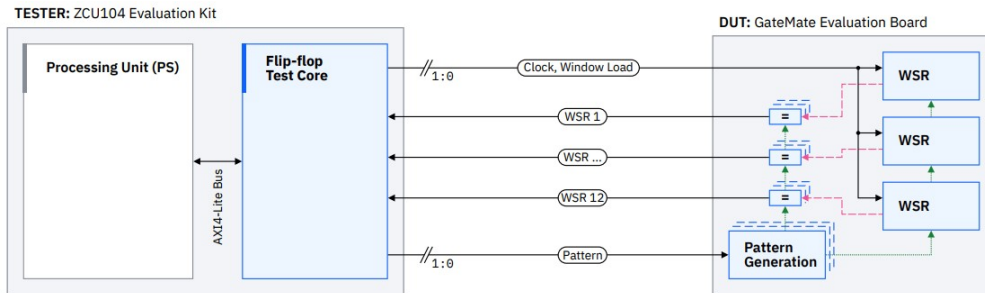 TESTER: ZCU104 Evaluation Kit
DUT: GateMate Evaluation Board
Processing Unit (PS)
Flip-flop
Test Core
AXI4-Lite Bus
1:0
Clock, Window Load
WSR 1
WSR ...
WSR 12
1:0
Pattern
=
=
=
Pattern
Generation
WSR
WSR
WSR